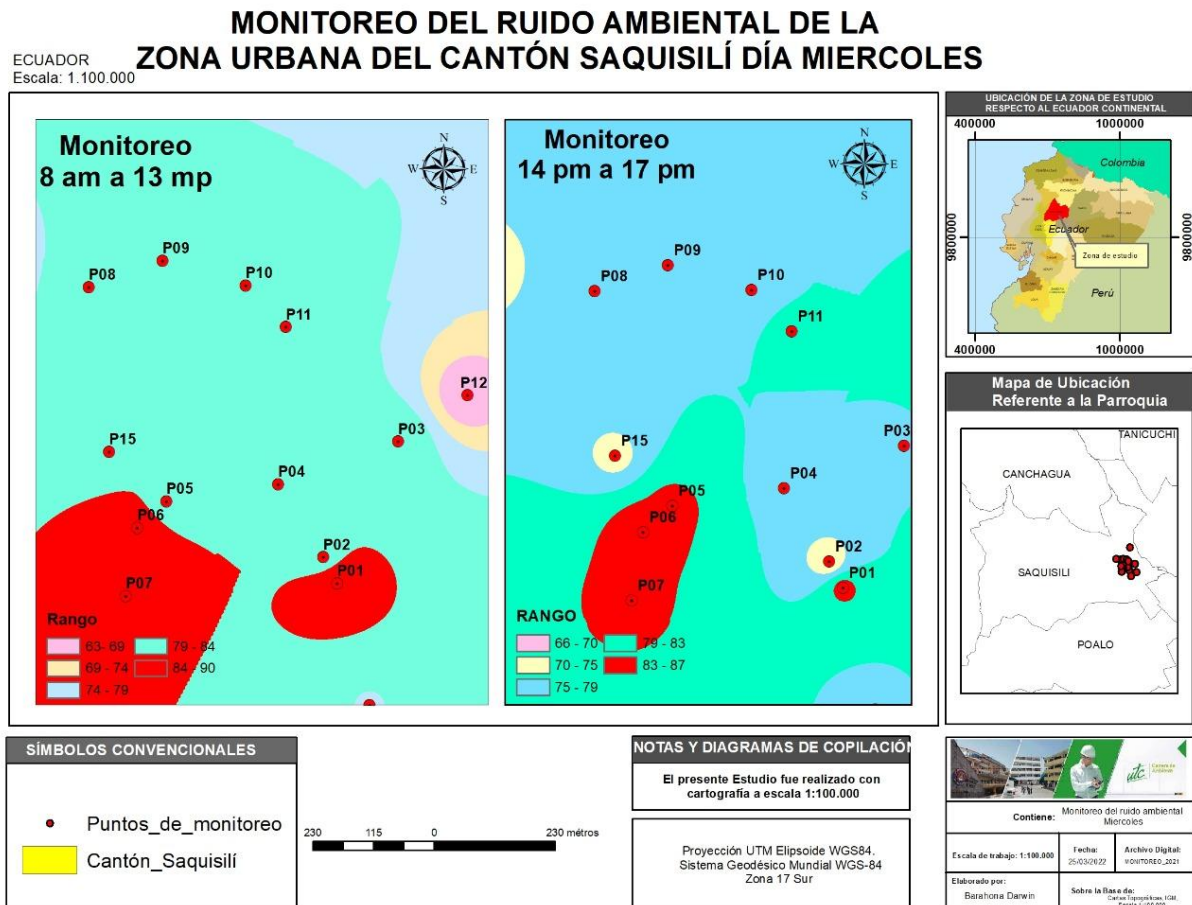 MONITOREO DEL RUIDO AMBIENTAL DE LA
ZONA URBANA DEL CANTÓN SAQUISILÍ DÍA MIERCOLES
ECUADOR
Escala: 1.100.000
Monitoreo
8 am a 13 mp
N
W
E
S
P09
P08
P10
P11
P12
P03
P15
P04
P05
P06
P02
P01
P07
Rango
63- 69
79 - 84
69 - 74
84 - 90
74 - 79
Monitoreo
14 pm a 17 pm
N
W
E
S
P09
P08
P10
P11
P03
P15
P04
P05
P06
P02
P01
P07
RANGO
66 - 70
79 - 83
70 - 75
83 - 87
75 - 79
UBICACIÓN DE LA ZONA DE ESTUDIO
RESPECTO AL ECUADOR CONTINENTAL
400000
1000000
Colombia
9800000
9800000
Ecuador
Zona de estudio
Perú
400000
1000000
Mapa de Ubicación
Referente a la Parroquia
TANICUCHI
CANCHAGUA
SAQUISILI
POALO
SÍMBOLOS CONVENCIONALES
Puntos_de_monitoreo
Cantón_Saquisilí
230
115
0
230 métros
NOTAS Y DIAGRAMAS DE COPILACIÓN
El presente Estudio fue realizado con
cartografía a escala 1:100.000
Proyección UTM Elipsoide WGS84.
Sistema Geodésico Mundial WGS-84
Zona 17 Sur
utc
Contiene:
Monitoreo del ruido ambiental
Miercoles
Escala de trabajo: 1:100.000
Fecha:
25/03/2022
Archivo Digital:
MONITOREO_2021
Elaborado por:
Barahona Darwin
Sobre la Base de:
Cartas Topográficas IGM,